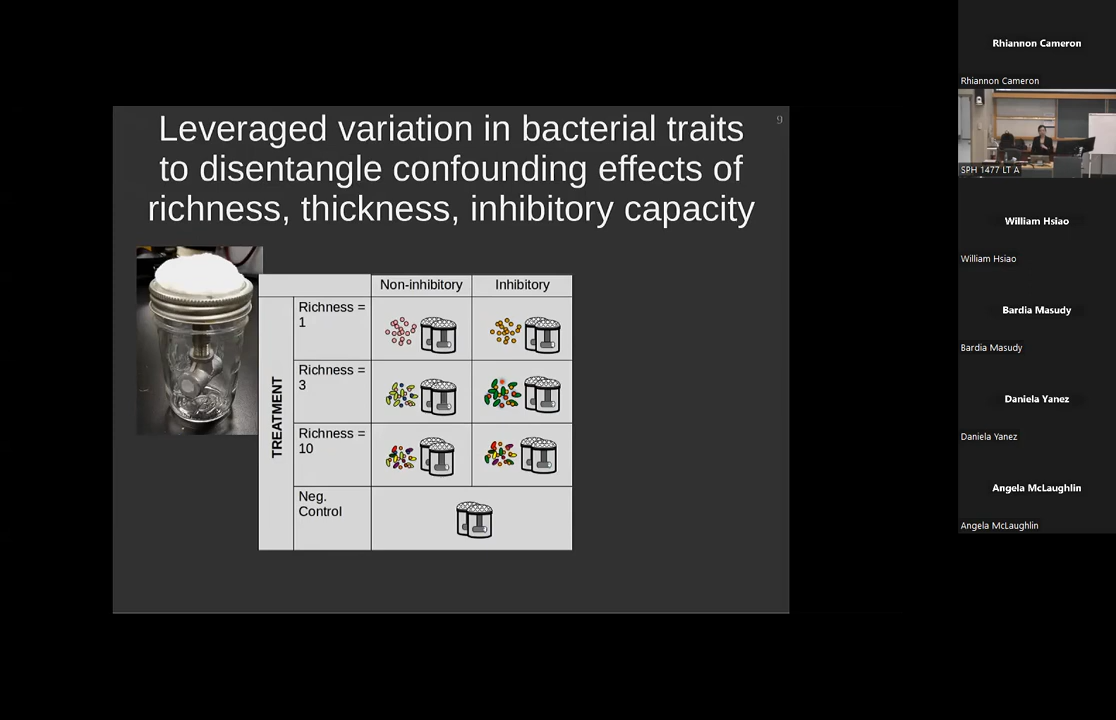 Leveraged variation in bacterial traits
to disentangle confounding effects of
richness, thickness, inhibitory capacity
9
Non-inhibitory
Inhibitory
TREATMENT
Richness =
1
Richness =
3
Richness =
10
Neg.
Control
Rhiannon Cameron
Rhiannon Cameron
SPH 1477 LT A
William Hsiao
William Hsiao
Bardia Masudy
Bardia Masudy
Daniela Yanez
Daniela Yanez
Angela McLaughlin
Angela McLaughlin